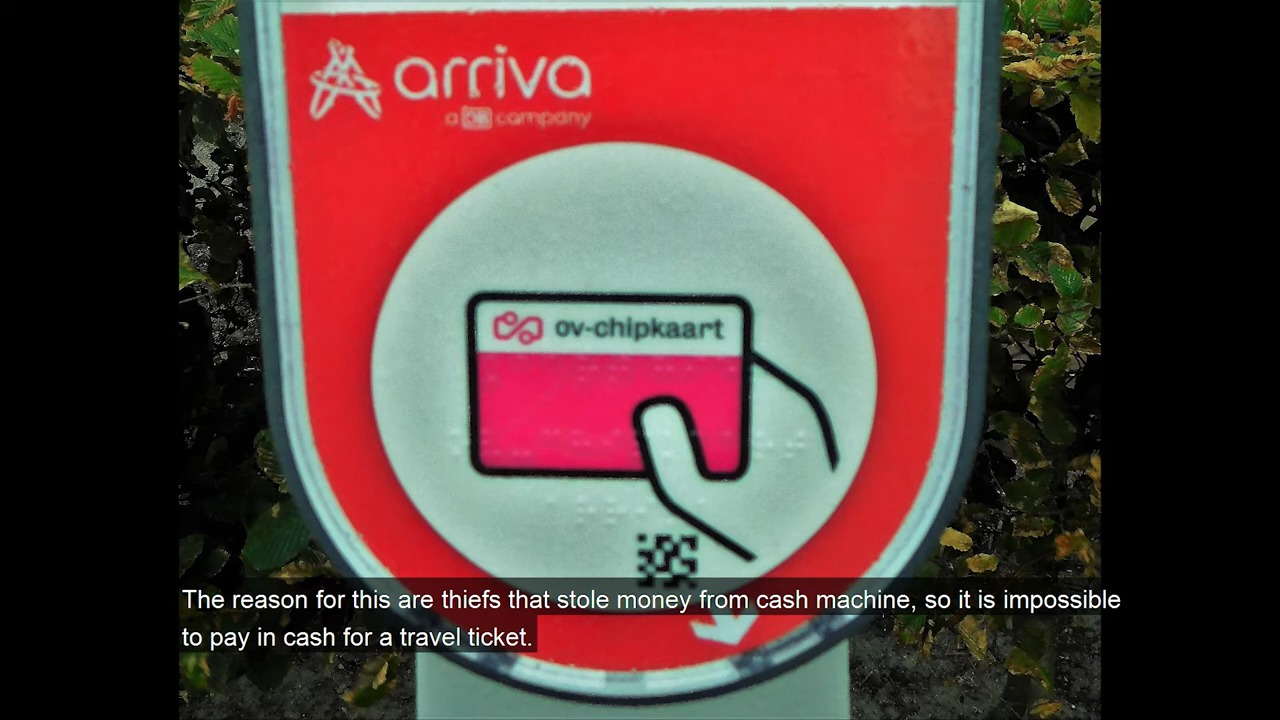 arriva
a DB company
ov-chipkaart
The reason for this are thiefs that stole money from cash machine, so it is impossible
to pay in cash for a travel ticket.